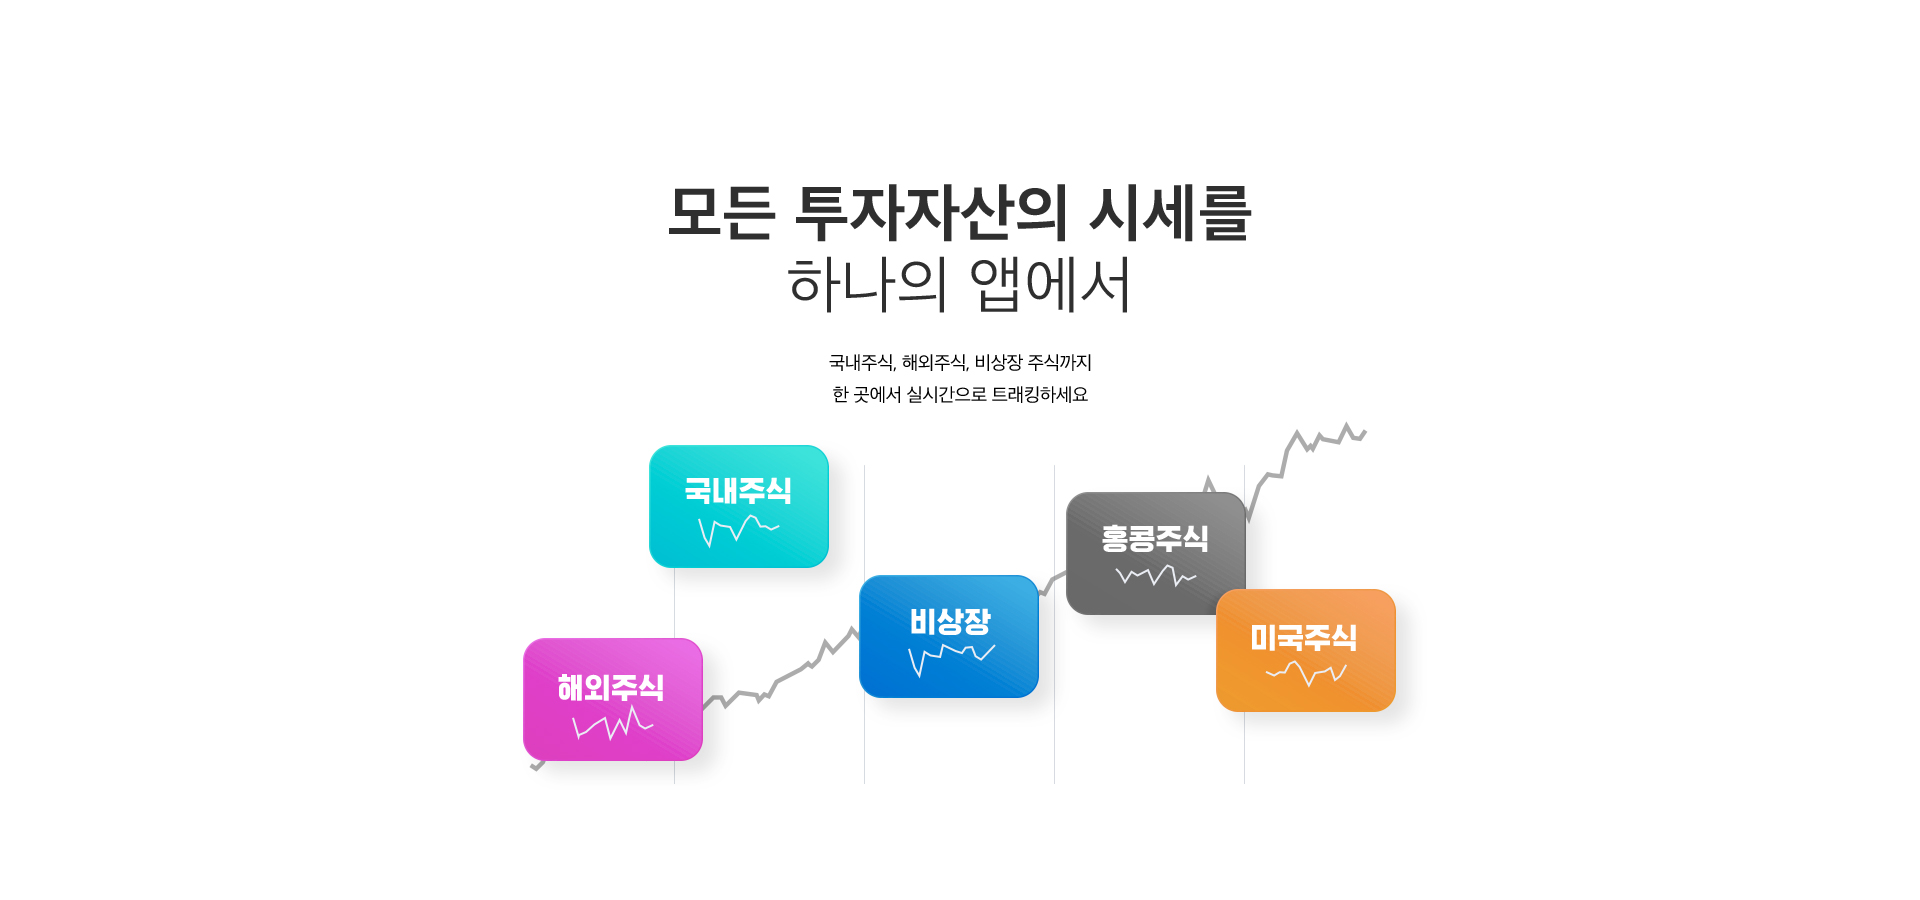 모든 투자자산의 시세를
하나의 앱에서
국내주식, 해외주식, 비상장 주식까지
한 곳에서 실시간으로 트래킹하세요
국내주식
홍콩주식
비상장
미국주식
해외주식